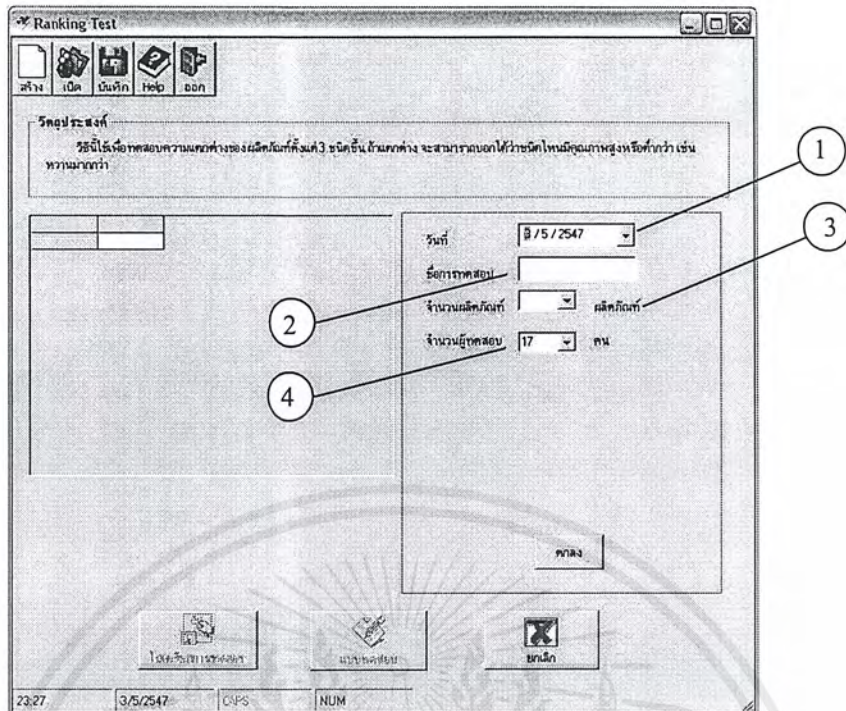 Ranking Test
สร้าง เปิด บันทึก Help ออก
วัตถุประสงค์
วิธีนี้ใช้เพื่อทดสอบความแตกต่างของผลิตภัณฑ์ตั้งแต่ 3 ชนิดขึ้น ถ้าแตกต่าง จะสามารถบอกได้ว่าชนิดไหนมีคุณภาพสูงหรือต่ำกว่า เช่น
หวานมากกว่า
1
วันที่ 3 / 5 / 2547
3
ชื่อการทดสอบ
2
จำนวนผลิตภัณฑ์ ผลิตภัณฑ์
จำนวนผู้ทดสอบ 17 คน
4
ตกลง
แบบทดสอบ ยกเลิก
23:27 3/5/2547 CAPS NUM